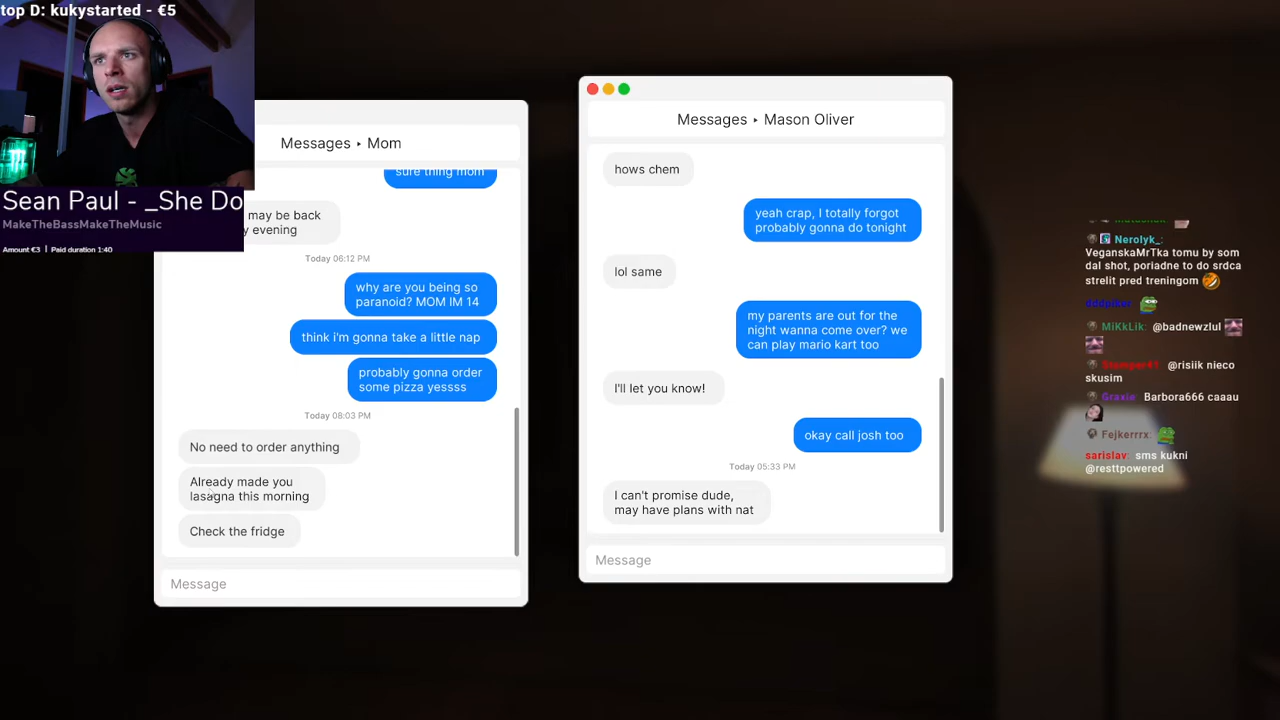 top D: kukystarted - €5
Sean Paul - _She Do
MakeTheBassMakeTheMusic
Amount €3 | Paid duration 1:40
Messages ▸ Mom
sure thing mom
may be back
evening
Today 06:12 PM
why are you being so
paranoid? MOM IM 14
think i'm gonna take a little nap
probably gonna order
some pizza yessss
Today 08:03 PM
No need to order anything
Already made you
lasagna this morning
Check the fridge
Message
Messages ▸ Mason Oliver
hows chem
yeah crap, I totally forgot
probably gonna do tonight
lol same
my parents are out for the
night wanna come over? we
can play mario kart too
I'll let you know!
okay call josh too
Today 05:33 PM
I can't promise dude,
may have plans with nat
Message
Nerolyk_:
VeganskaMrTka tomu by som
dal shot, poriadne to do srdca
strelit pred treningom
MiKkLik: @badnewzlul
@risiik nieco
skusim
Graxie: Barbora666 caaau
Fejkerrrx:
sarislav: sms kukni
@resttpowered